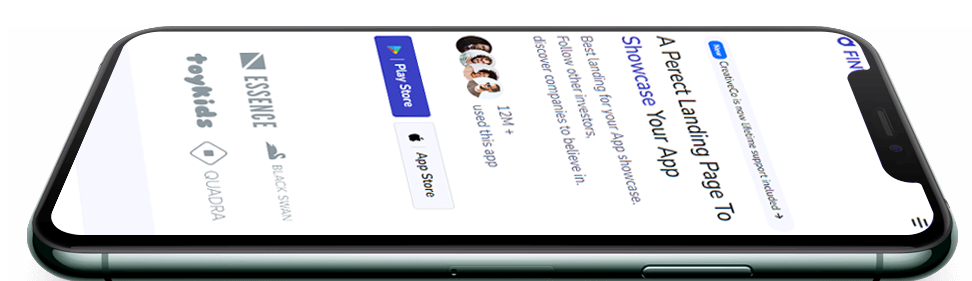 FIN
New CreativeCo is now lifetime support included →
A Perect Landing Page To
Showcase Your App
Best landing for your App showcase.
Follow other investors,
discover companies to believe in.
12M +
used this app
Play Store
App Store
ESSENCE
BLACK SWAN
toykids
QUADRA